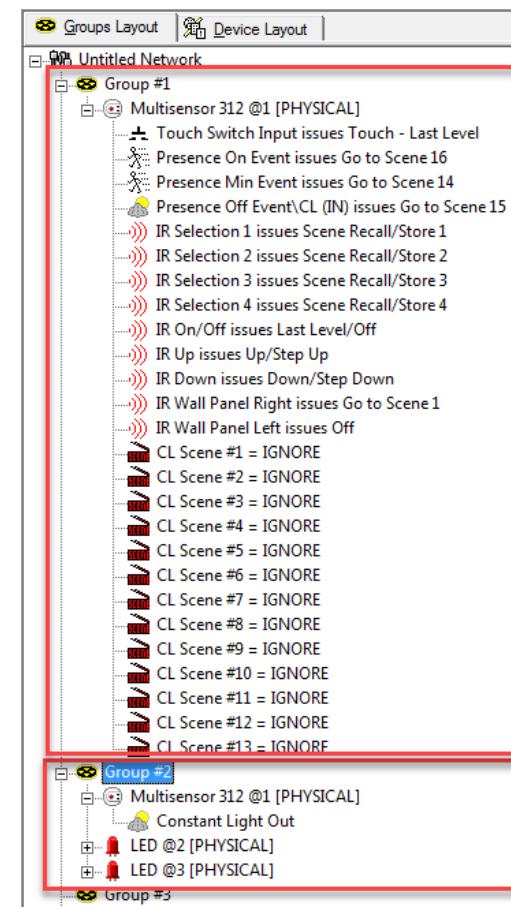 Groups Layout
Device Layout
Untitled Network
Group #1
Multisensor 312 @1 [PHYSICAL]
Touch Switch Input issues Touch - Last Level
Presence On Event issues Go to Scene 16
Presence Min Event issues Go to Scene 14
Presence Off Event\CL (IN) issues Go to Scene 15
IR Selection 1 issues Scene Recall/Store 1
IR Selection 2 issues Scene Recall/Store 2
IR Selection 3 issues Scene Recall/Store 3
IR Selection 4 issues Scene Recall/Store 4
IR On/Off issues Last Level/Off
IR Up issues Up/Step Up
IR Down issues Down/Step Down
IR Wall Panel Right issues Go to Scene 1
IR Wall Panel Left issues Off
CL Scene #1 = IGNORE
CL Scene #2 = IGNORE
CL Scene #3 = IGNORE
CL Scene #4 = IGNORE
CL Scene #5 = IGNORE
CL Scene #6 = IGNORE
CL Scene #7 = IGNORE
CL Scene #8 = IGNORE
CL Scene #9 = IGNORE
CL Scene #10 = IGNORE
CL Scene #11 = IGNORE
CL Scene #12 = IGNORE
CL Scene #13 = IGNORE
Group #2
Multisensor 312 @1 [PHYSICAL]
Constant Light Out
LED @2 [PHYSICAL]
LED @3 [PHYSICAL]
Group #3